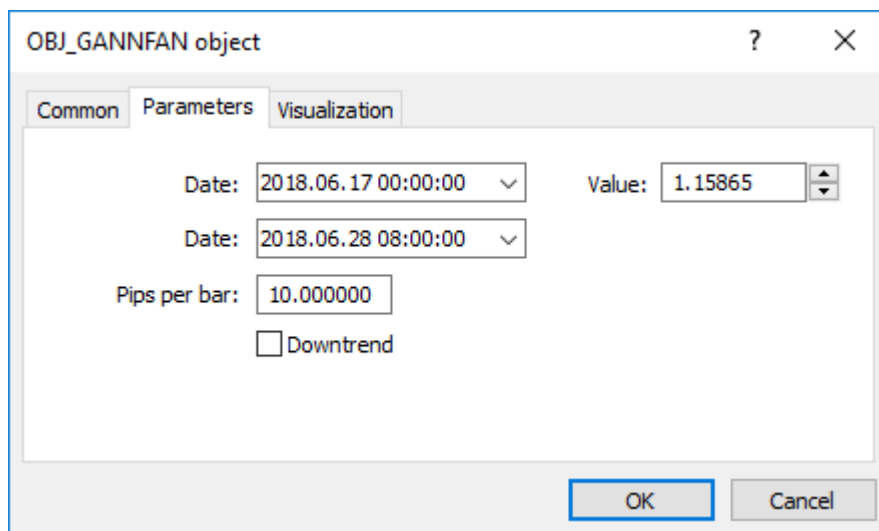 OBJ_GANNFAN object ?
Common Parameters Visualization
Date: 2018.06.17 00:00:00 Value: 1.15865
Date: 2018.06.28 08:00:00
Pips per bar: 10.000000
Downtrend
OK Cancel